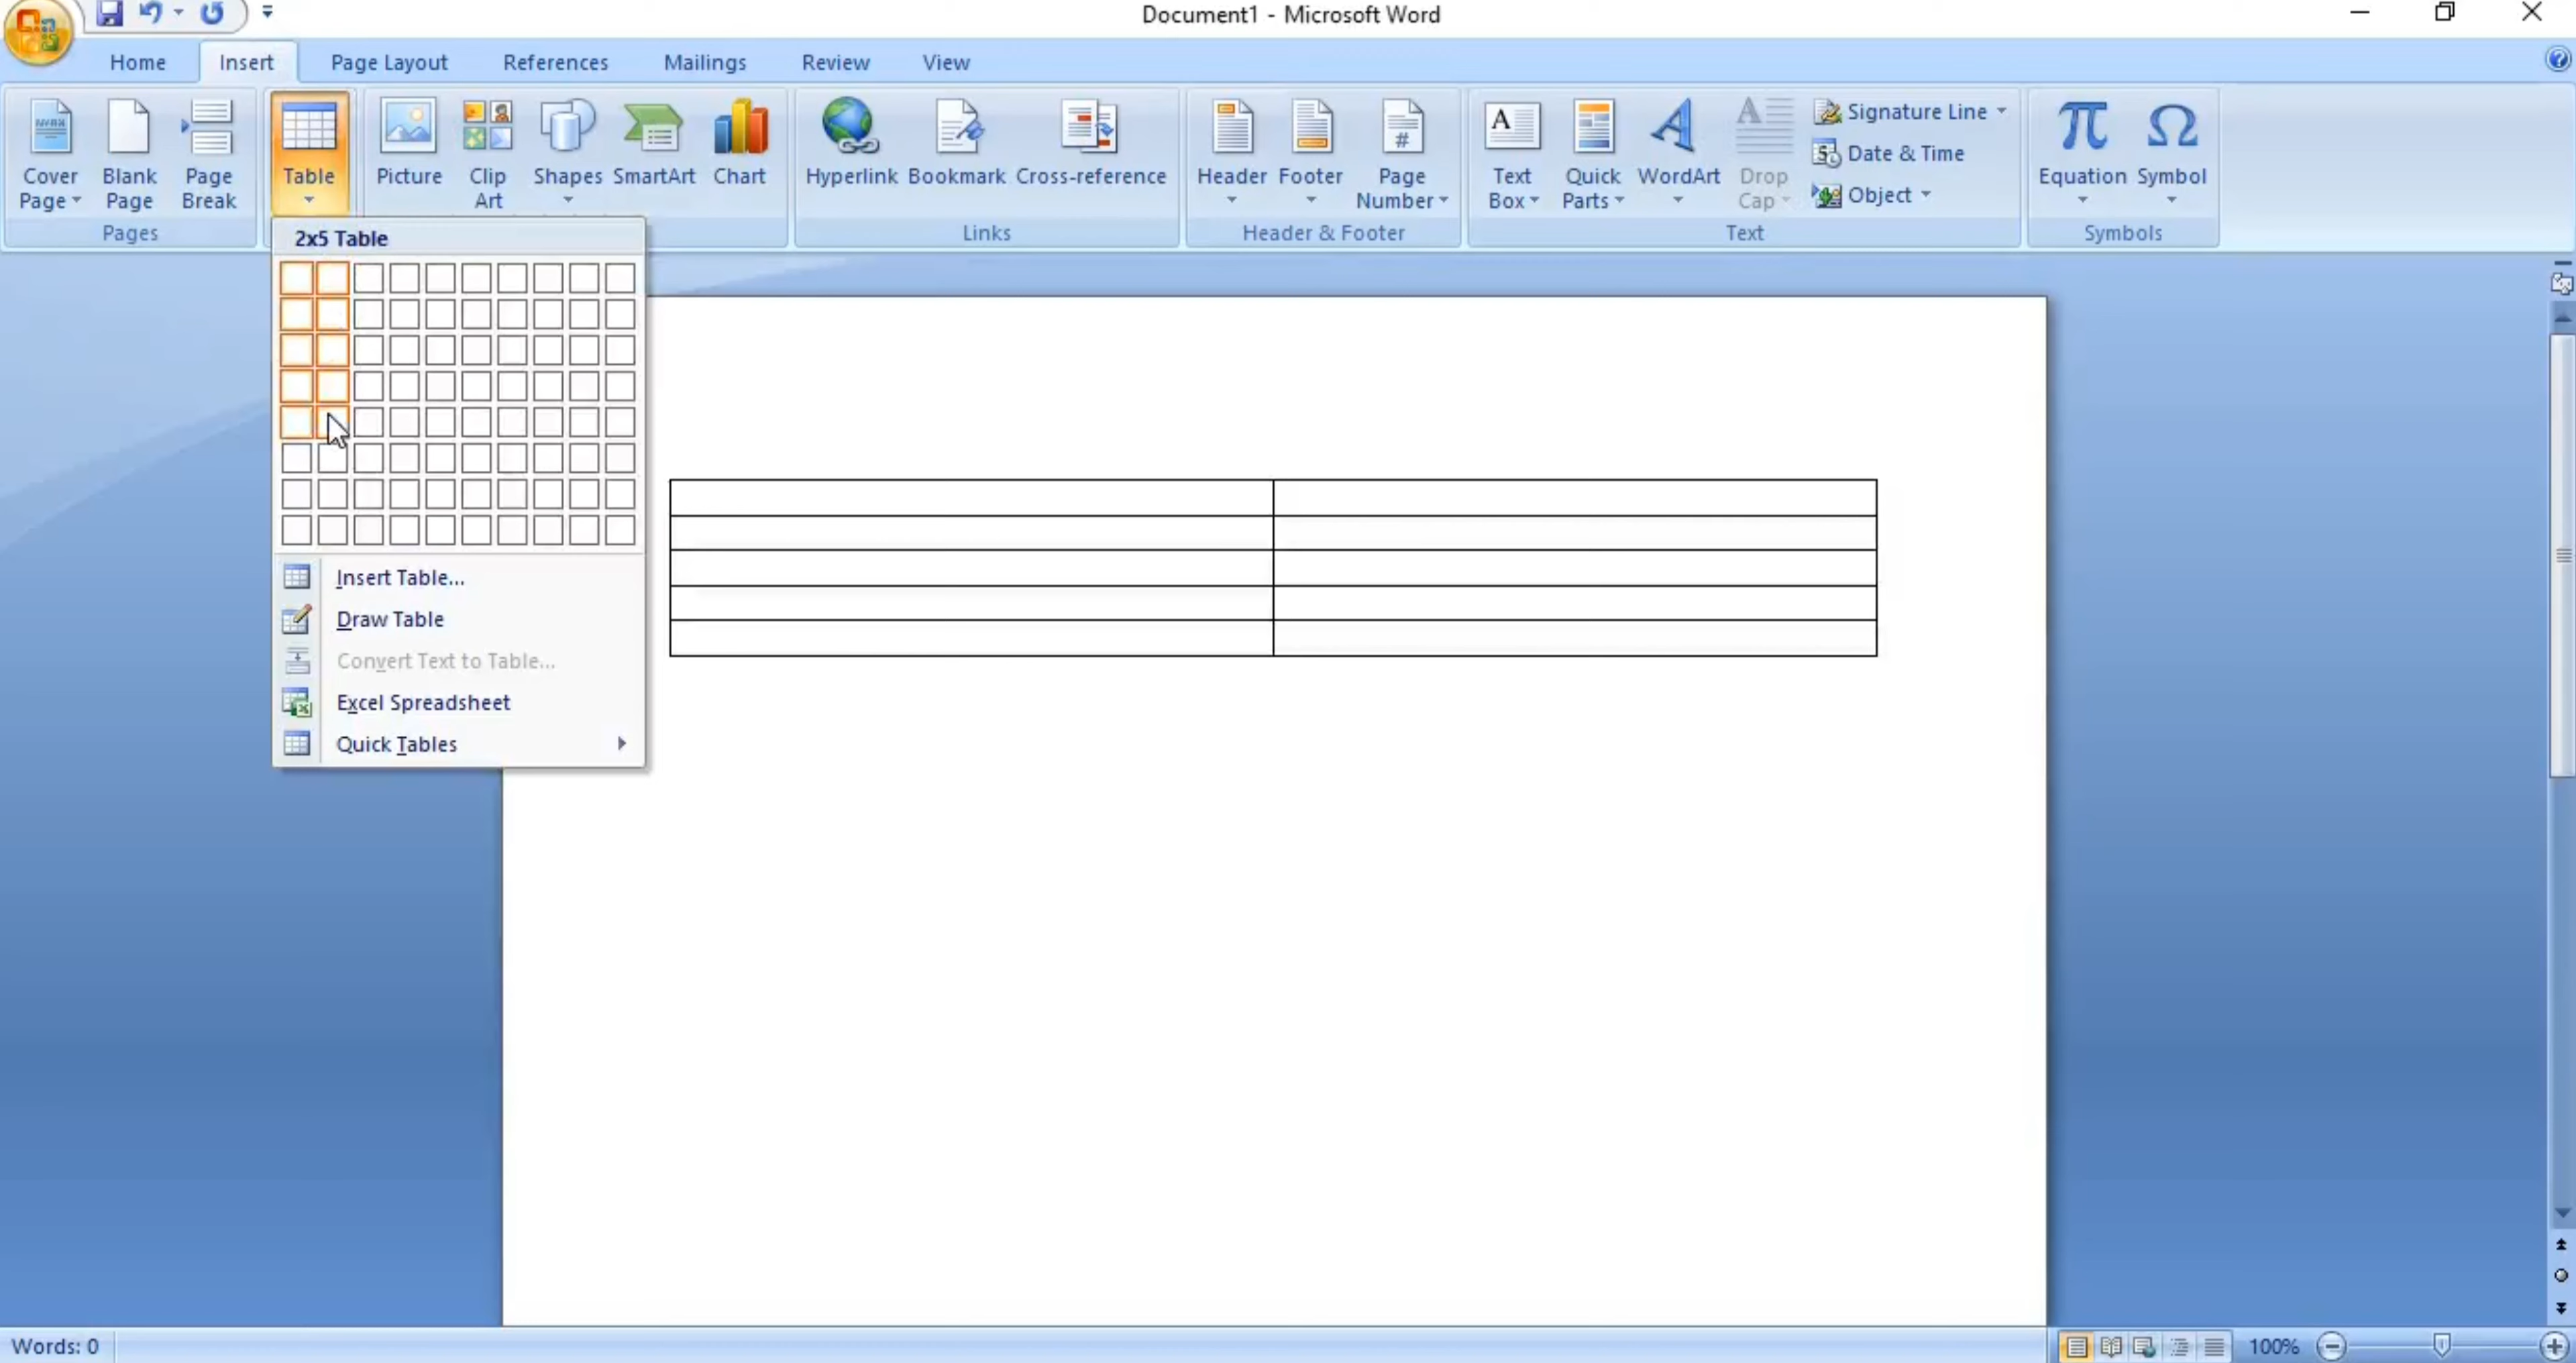 Document1 - Microsoft Word
Home Insert Page Layout References Mailings Review View
Cover Page
Blank Page
Page Break
Table
Picture
Clip Art
Shapes
SmartArt
Chart
Hyperlink
Bookmark
Cross-reference
Header
Footer
Page Number
Text Box
Quick Parts
WordArt
Drop Cap
Signature Line
Date & Time
Object
Equation
Symbol
Pages
Links
Header & Footer
Text
Symbols
2x5 Table
Insert Table...
Draw Table
Convert Text to Table...
Excel Spreadsheet
Quick Tables
Words: 0
100%